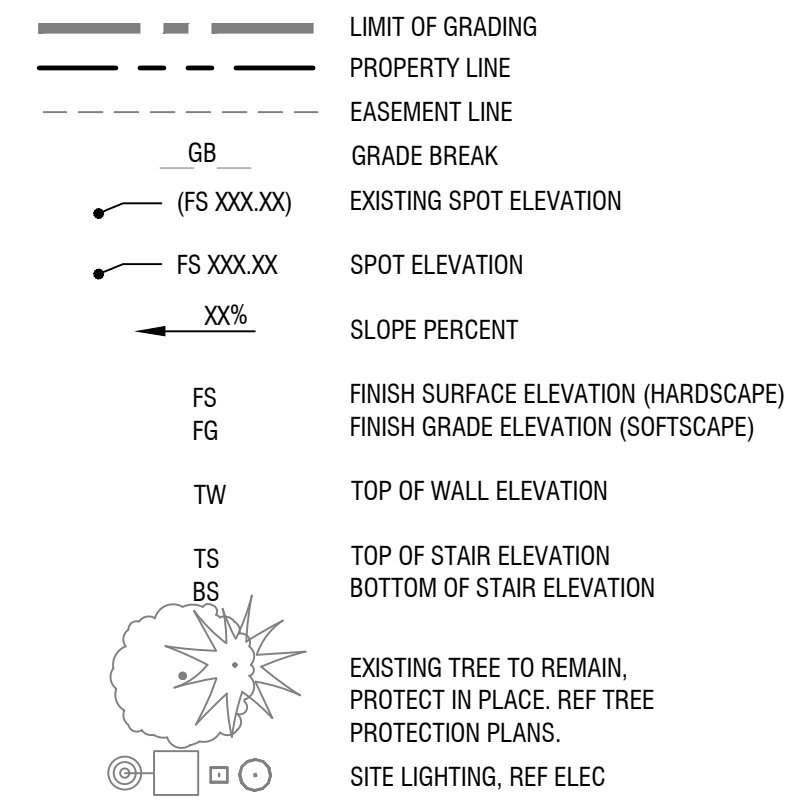 LIMIT OF GRADING
PROPERTY LINE
EASEMENT LINE
GB GRADE BREAK
(FS XXX.XX) EXISTING SPOT ELEVATION
FS XXX.XX SPOT ELEVATION
XX% SLOPE PERCENT
FS FINISH SURFACE ELEVATION (HARDSCAPE)
FG FINISH GRADE ELEVATION (SOFTSCAPE)
TW TOP OF WALL ELEVATION
TS TOP OF STAIR ELEVATION
BS BOTTOM OF STAIR ELEVATION
EXISTING TREE TO REMAIN,
PROTECT IN PLACE. REF TREE
PROTECTION PLANS.
SITE LIGHTING, REF ELEC